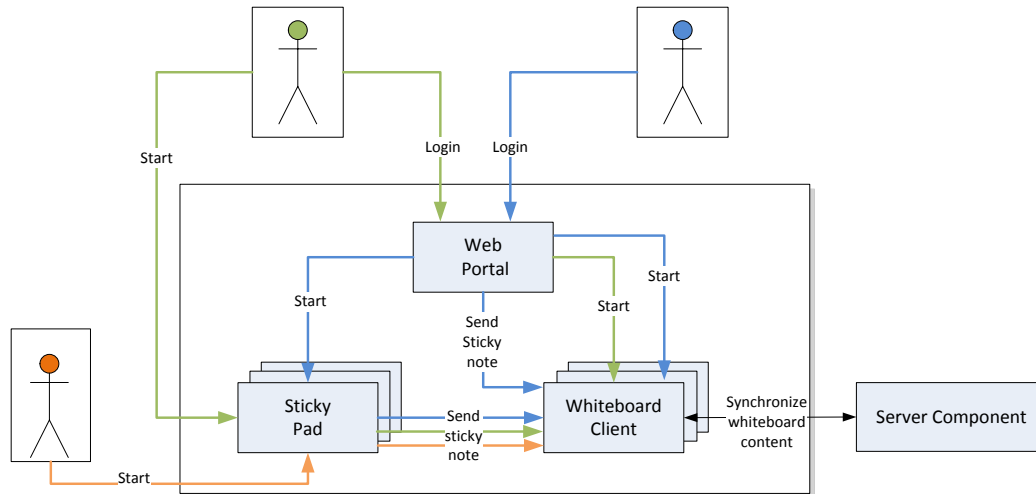 Start
Login
Login
Web
Portal
Start
Start
Start
Send
Sticky
note
Sticky
Pad
Send
sticky
note
Whiteboard
Client
Synchronize
whiteboard
content
Server Component
Start